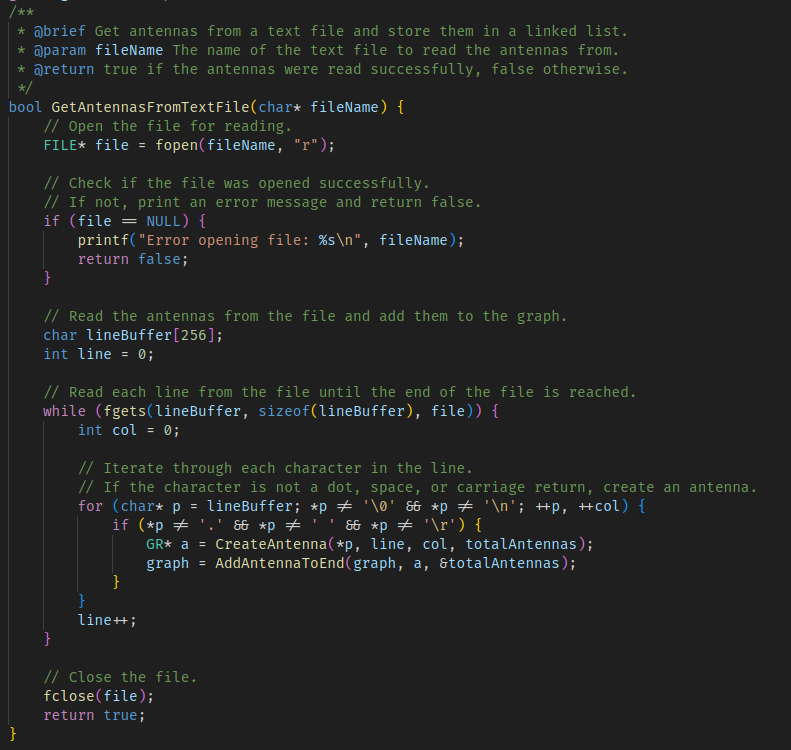 /**
 * @brief Get antennas from a text file and store them in a linked list.
 * @param fileName The name of the text file to read the antennas from.
 * @return true if the antennas were read successfully, false otherwise.
 */
bool GetAntennasFromTextFile(char* fileName) {
    // Open the file for reading.
    FILE* file = fopen(fileName, "r");

    // Check if the file was opened successfully.
    // If not, print an error message and return false.
    if (file == NULL) {
        printf("Error opening file: %s\n", fileName);
        return false;
    }

    // Read the antennas from the file and add them to the graph.
    char lineBuffer[256];
    int line = 0;

    // Read each line from the file until the end of the file is reached.
    while (fgets(lineBuffer, sizeof(lineBuffer), file)) {
        int col = 0;

        // Iterate through each character in the line.
        // If the character is not a dot, space, or carriage return, create an antenna.
        for (char* p = lineBuffer; *p != '\0' && *p != '\n'; ++p, ++col) {
            if (*p != '.' && *p != ' ' && *p != '\r') {
                GR* a = CreateAntenna(*p, line, col, totalAntennas);
                graph = AddAntennaToEnd(graph, a, &totalAntennas);
            }
        }
        line++;
    }

    // Close the file.
    fclose(file);
    return true;
}